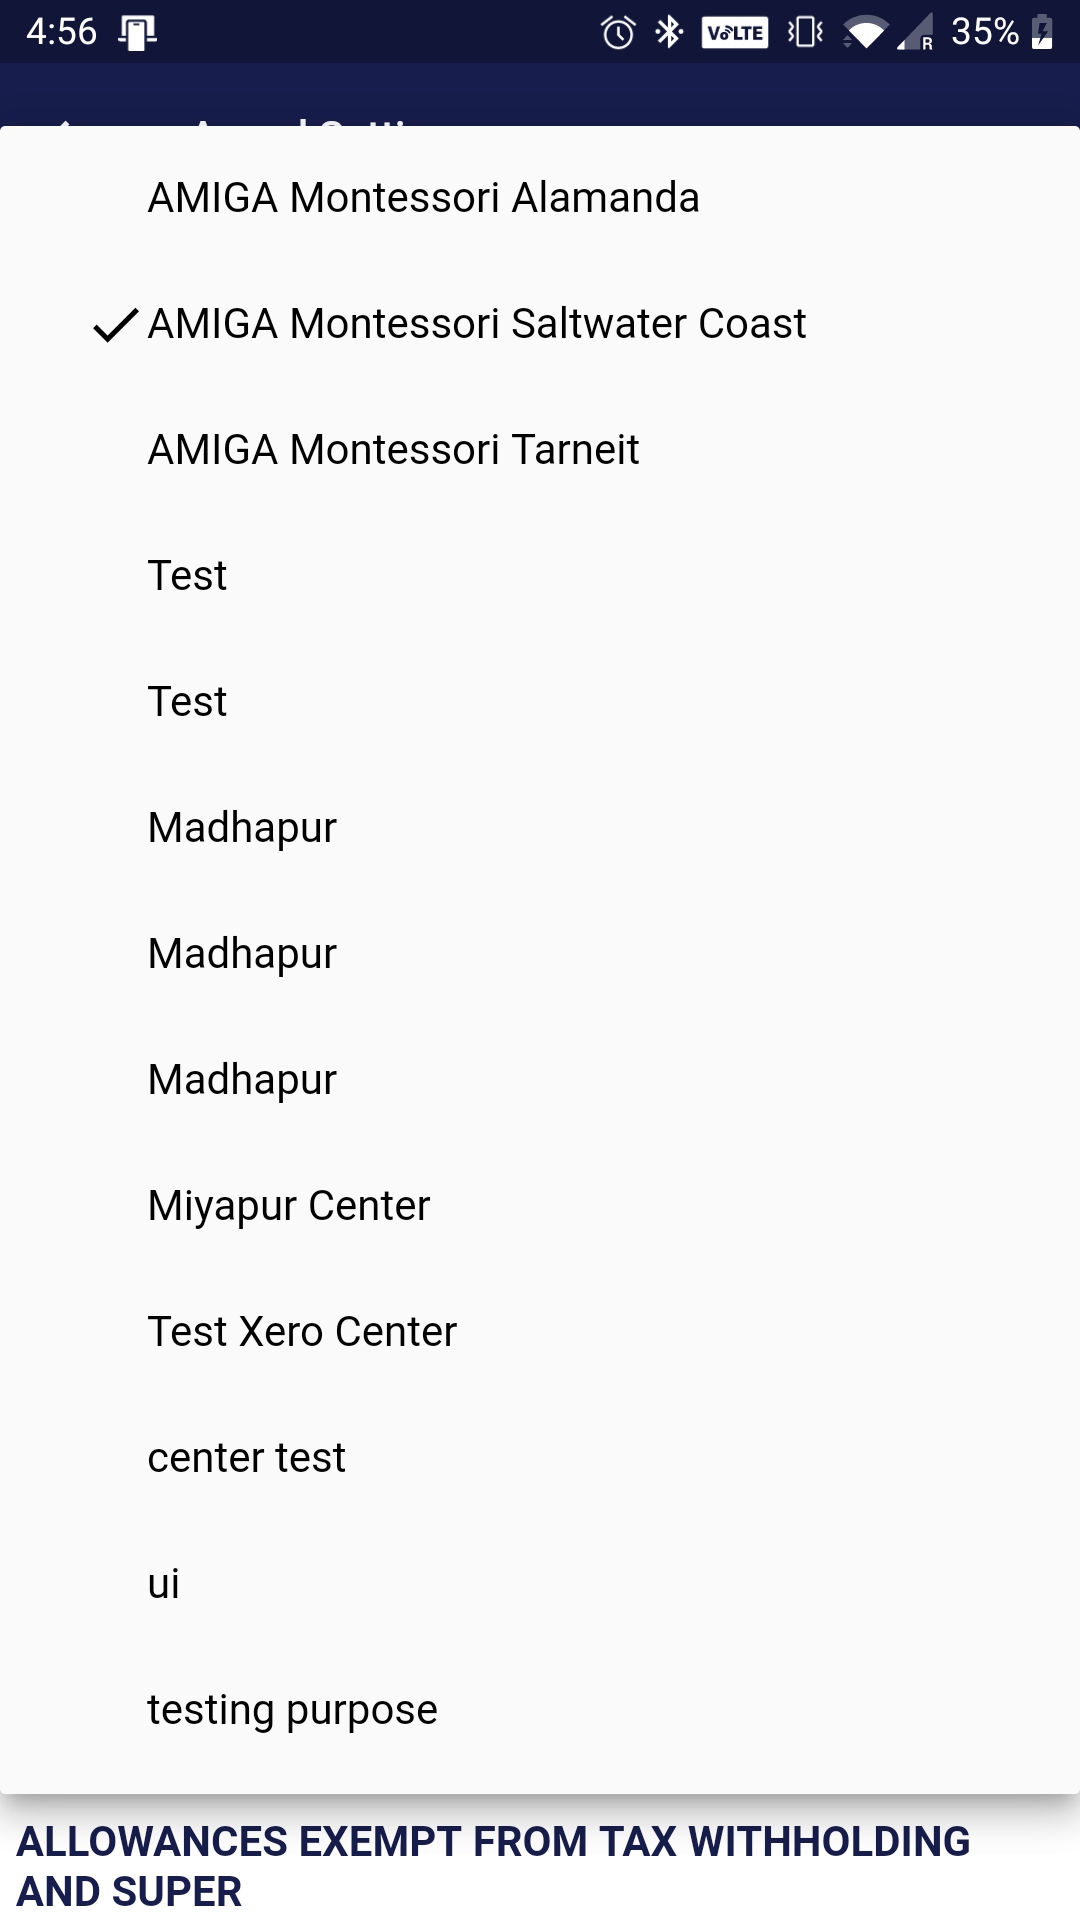 4:56
VoLTE
R
35%
AMIGA Montessori Alamanda
AMIGA Montessori Saltwater Coast
AMIGA Montessori Tarneit
Test
Test
Madhapur
Madhapur
Madhapur
Miyapur Center
Test Xero Center
center test
ui
testing purpose
ALLOWANCES EXEMPT FROM TAX WITHHOLDING
AND SUPER